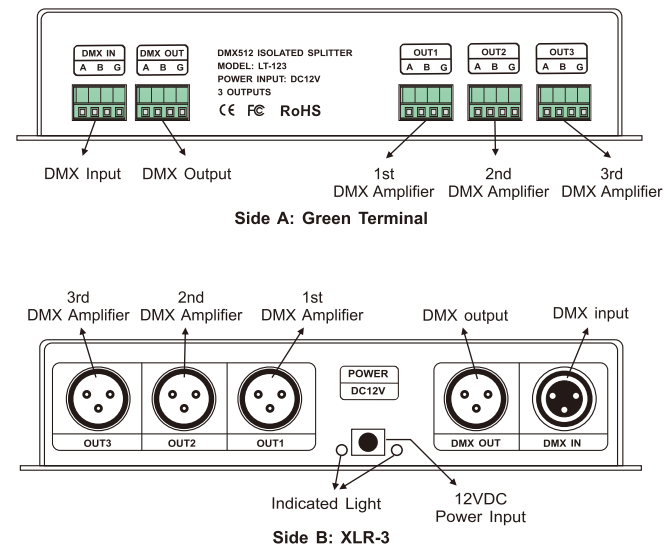 DMX IN
A B G
DMX OUT
A B G
DMX512 ISOLATED SPLITTER
MODEL: LT-123
POWER INPUT: DC12V
3 OUTPUTS
CE FC RoHS
OUT1
A B G
OUT2
A B G
OUT3
A B G
DMX Input
DMX Output
1st
DMX Amplifier
2nd
DMX Amplifier
3rd
DMX Amplifier
Side A: Green Terminal
3rd
DMX Amplifier
2nd
DMX Amplifier
1st
DMX Amplifier
DMX output
DMX input
POWER
DC12V
OUT3
OUT2
OUT1
DMX OUT
DMX IN
Indicated Light
12VDC
Power Input
Side B: XLR-3